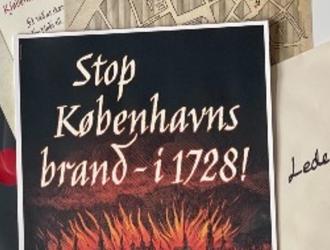 Stop
Københavns
brand - i 1728!
Lede